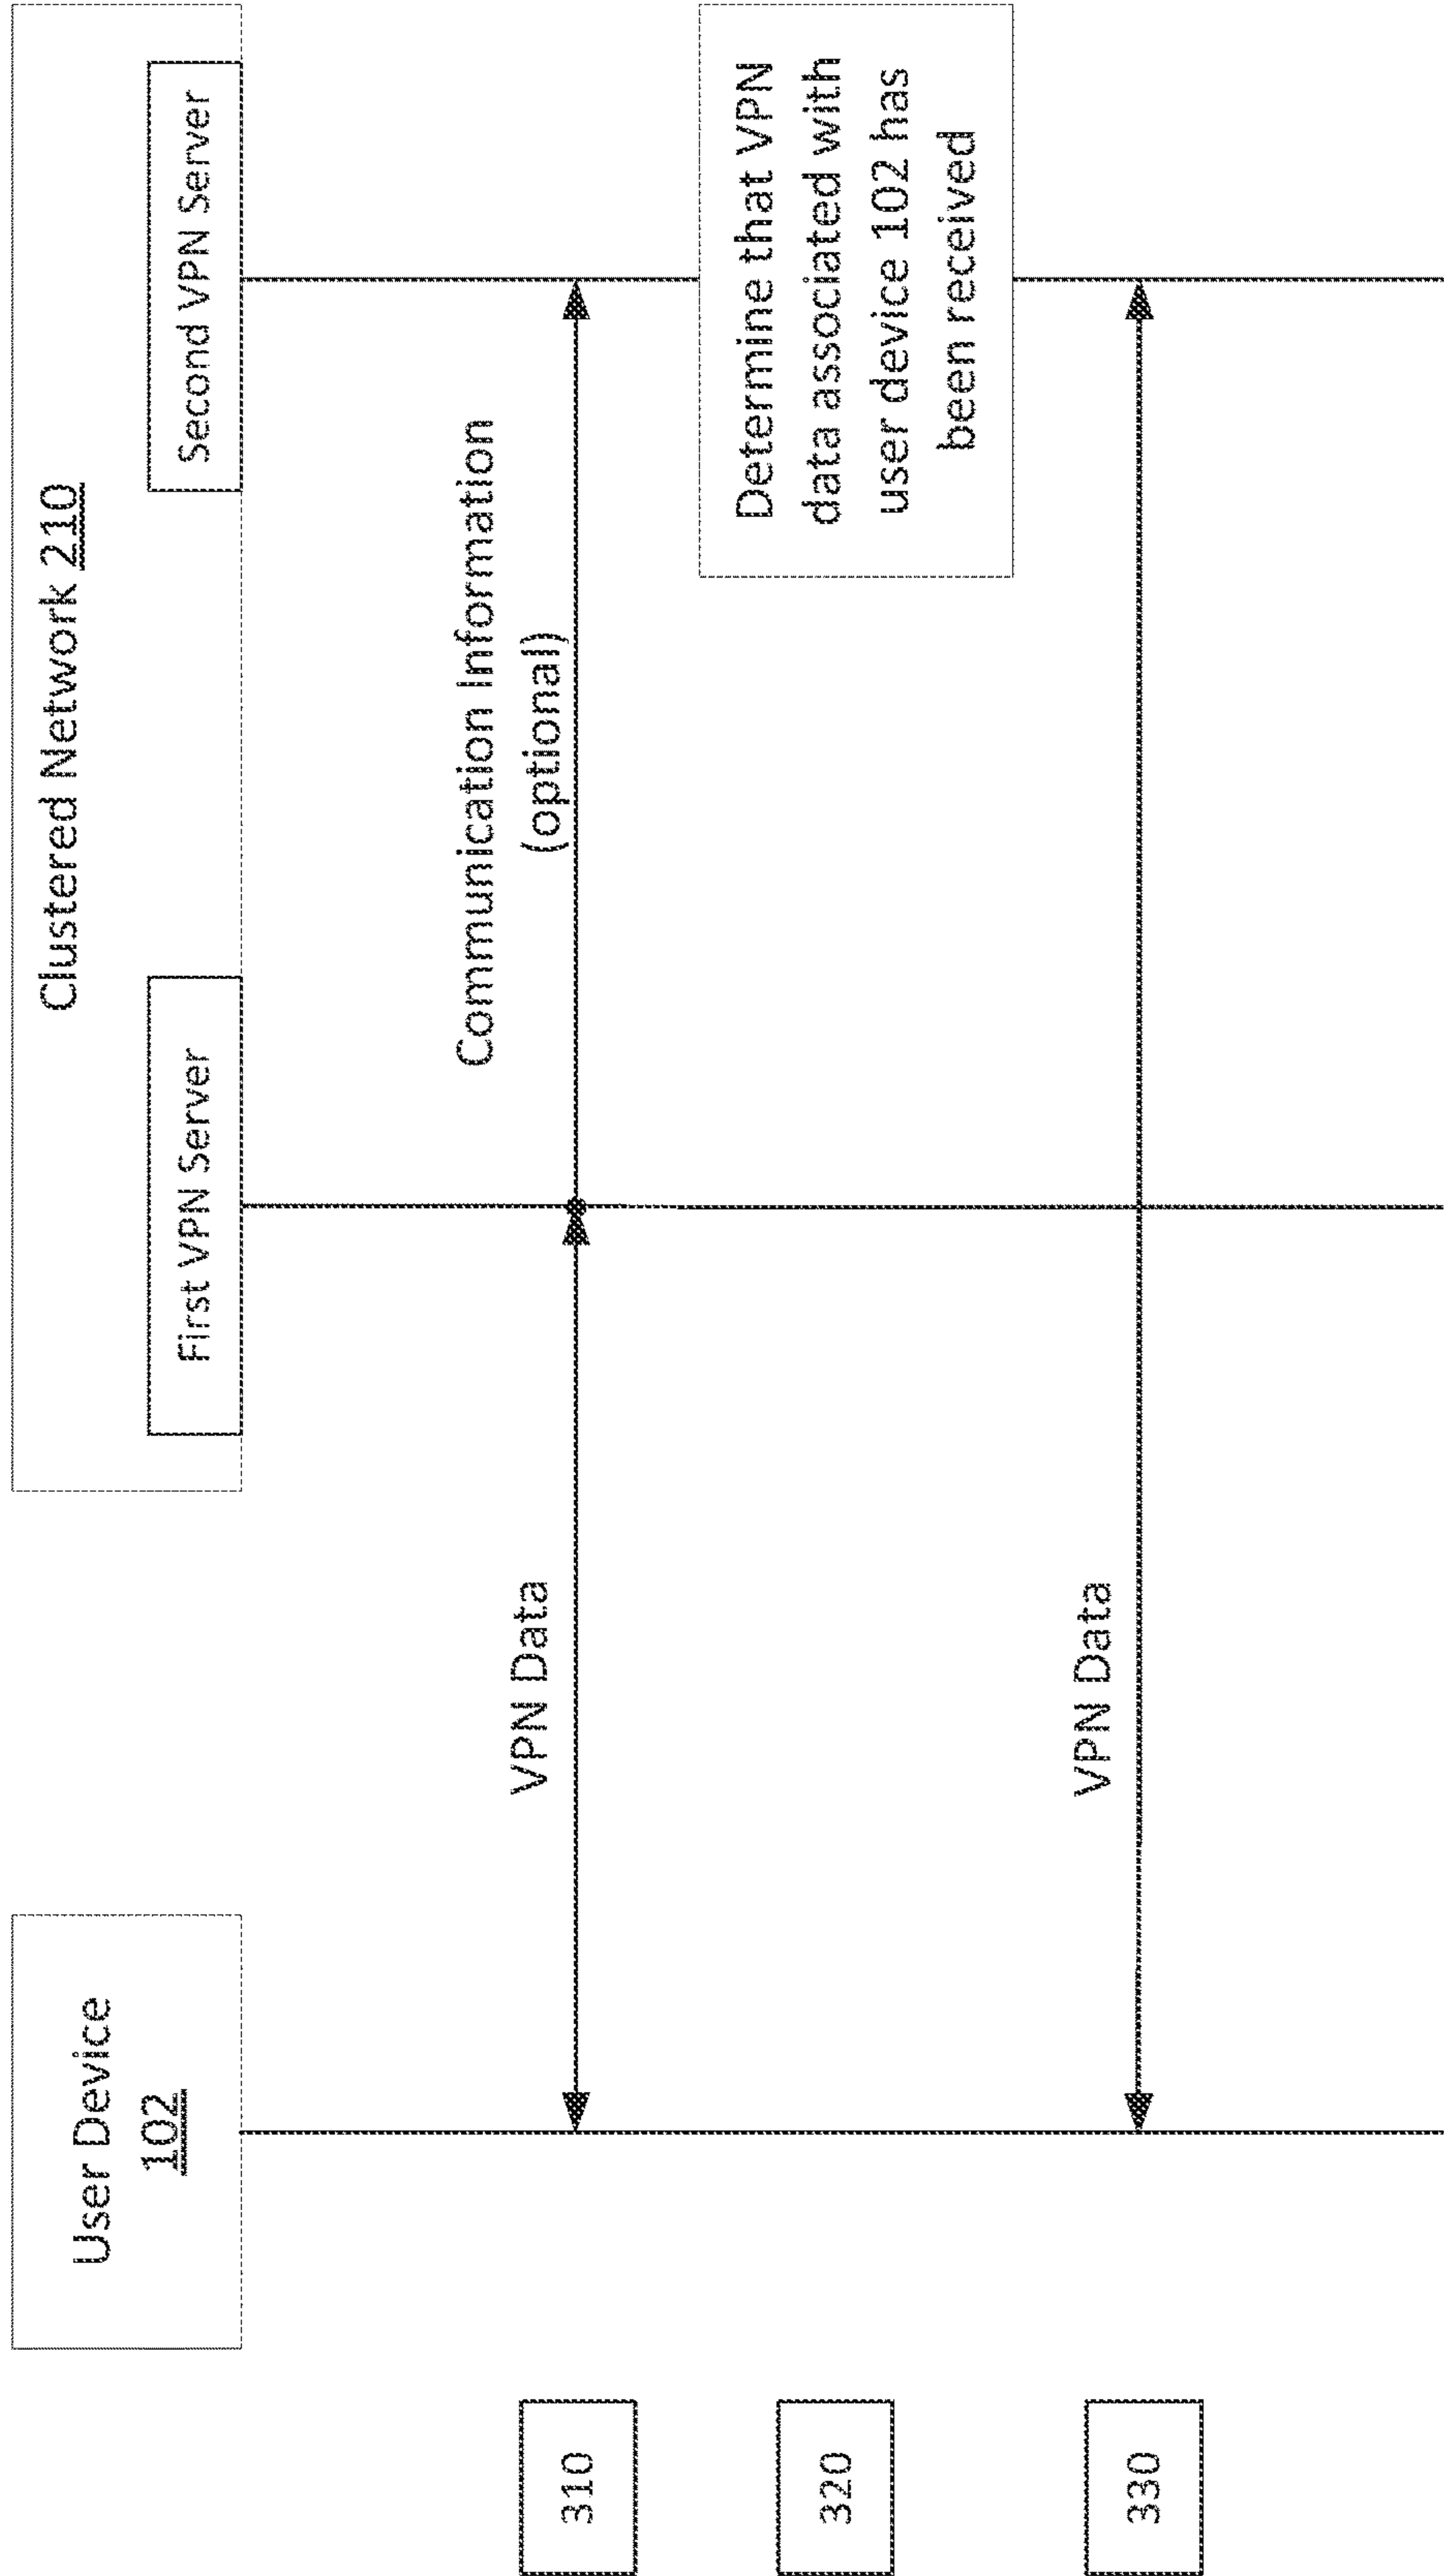 User Device
102
Clustered Network 210
First VPN Server
Second VPN Server
310
VPN Data
Communication Information
(optional)
320
Determine that VPN
data associated with
user device 102 has
been received
330
VPN Data